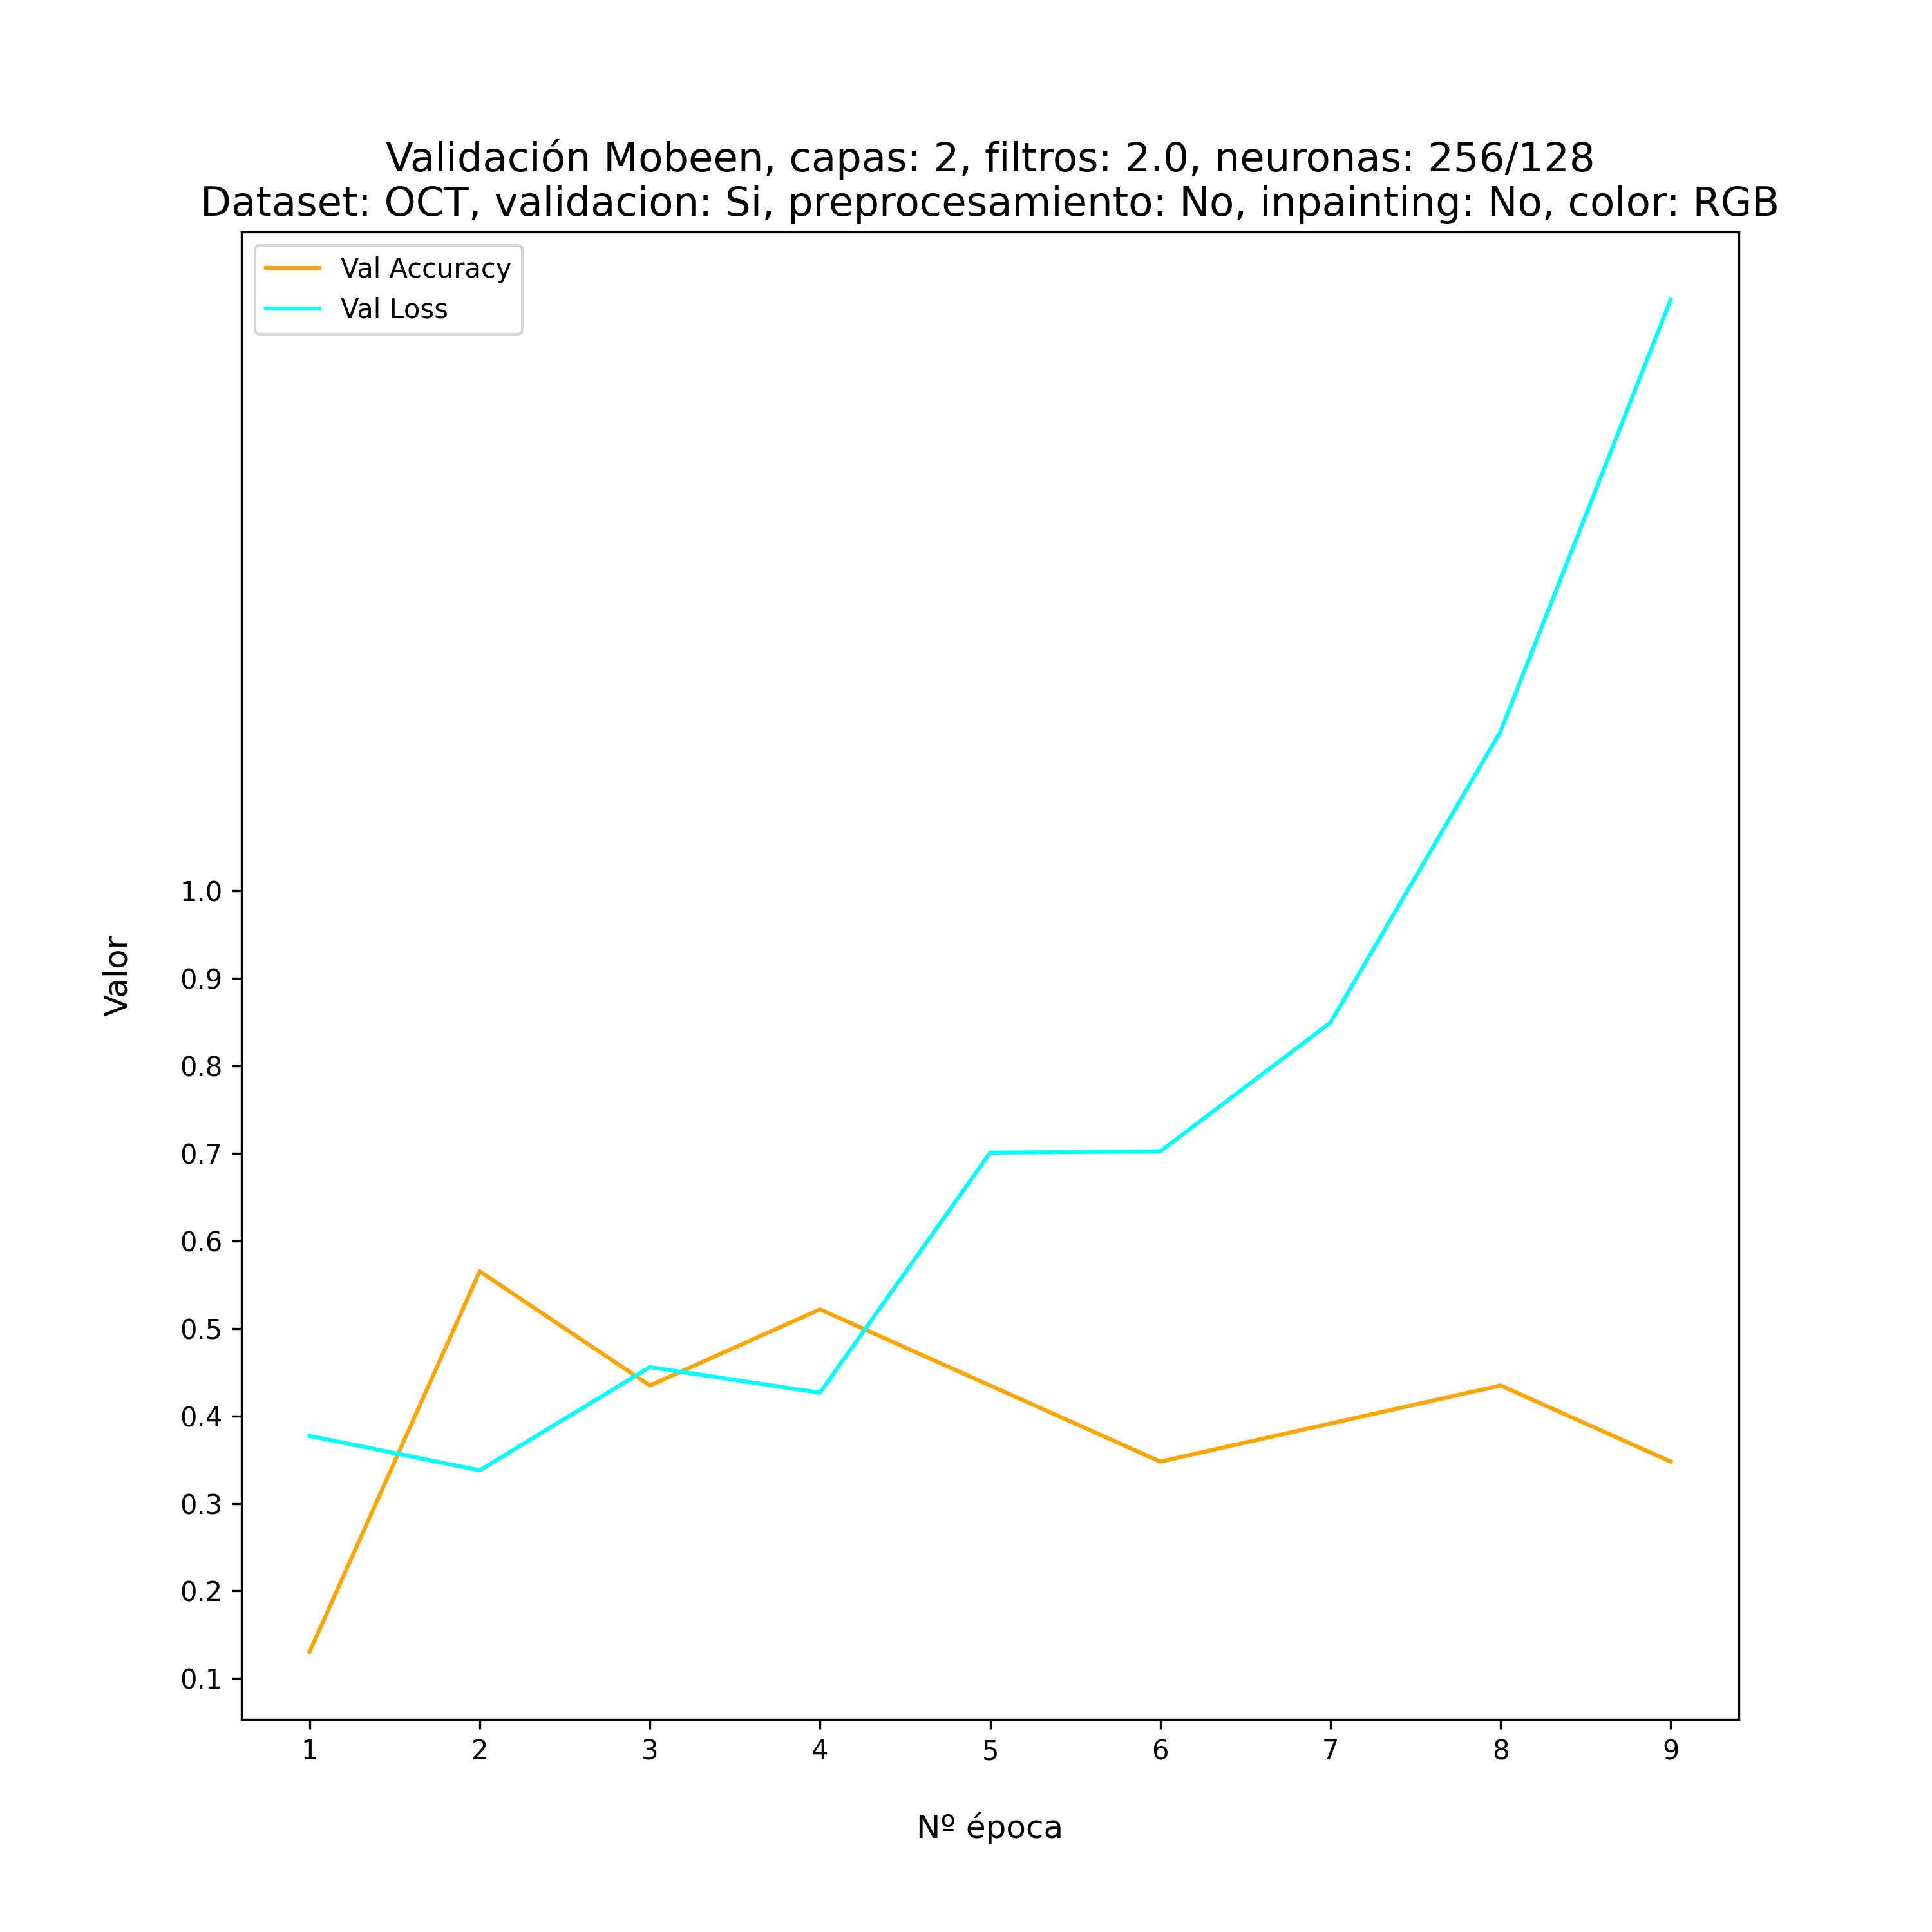 Validación Mobeen, capas: 2, filtros: 2.0, neuronas: 256/128
Dataset: OCT, validacion: Si, preprocesamiento: No, inpainting: No, color: RGB
Val Accuracy
Val Loss
Valor
1.0
0.9
0.8
0.7
0.6
0.5
0.4
0.3
0.2
0.1
1 2 3 4 5 6 7 8 9
Nº época